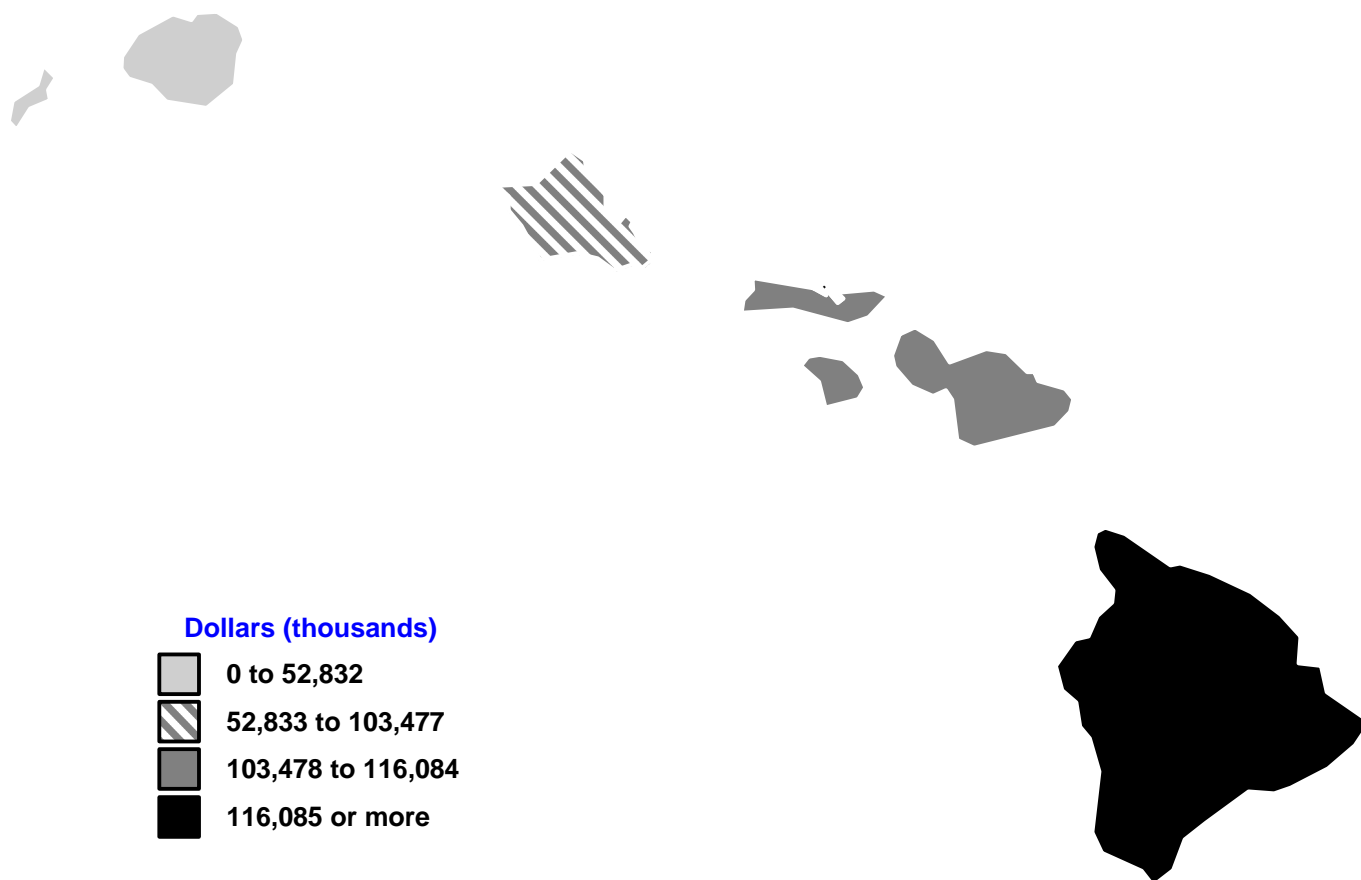 Dollars (thousands)
0 to 52,832
52,833 to 103,477
103,478 to 116,084
116,085 or more